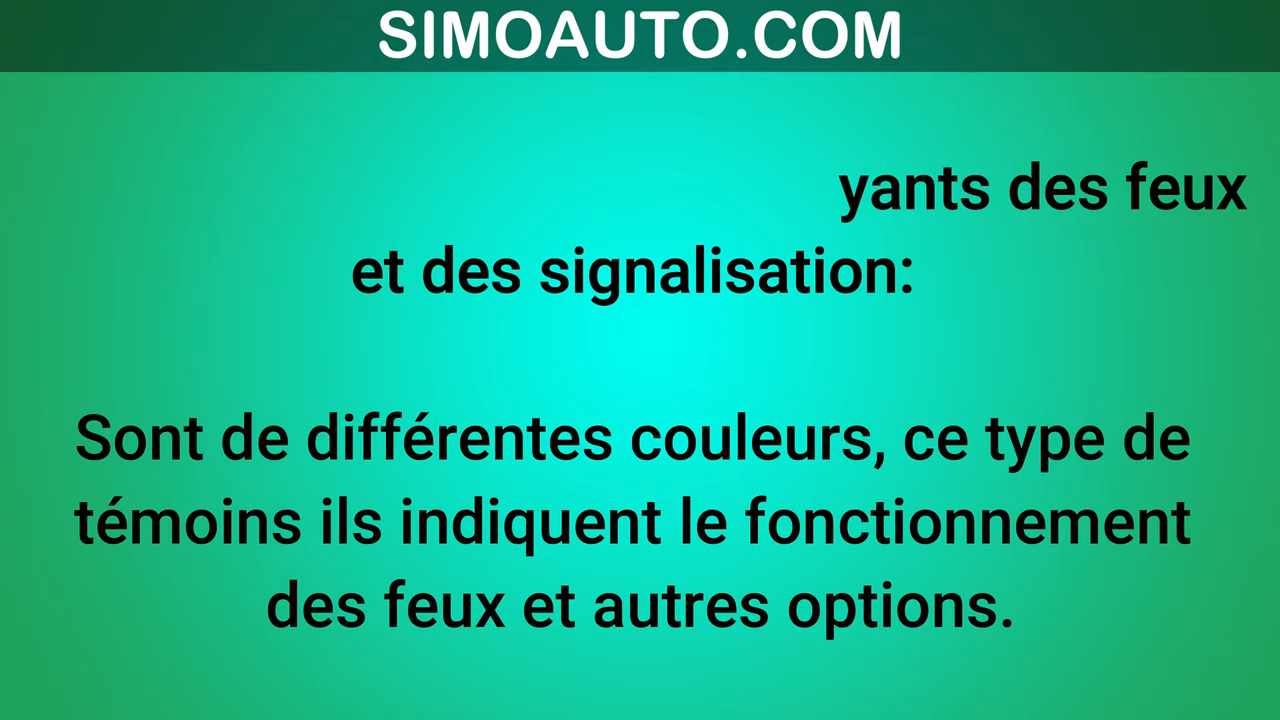 SIMOAUTO.COM
yants des feux
et des signalisation:
Sont de différentes couleurs, ce type de
témoins ils indiquent le fonctionnement
des feux et autres options.